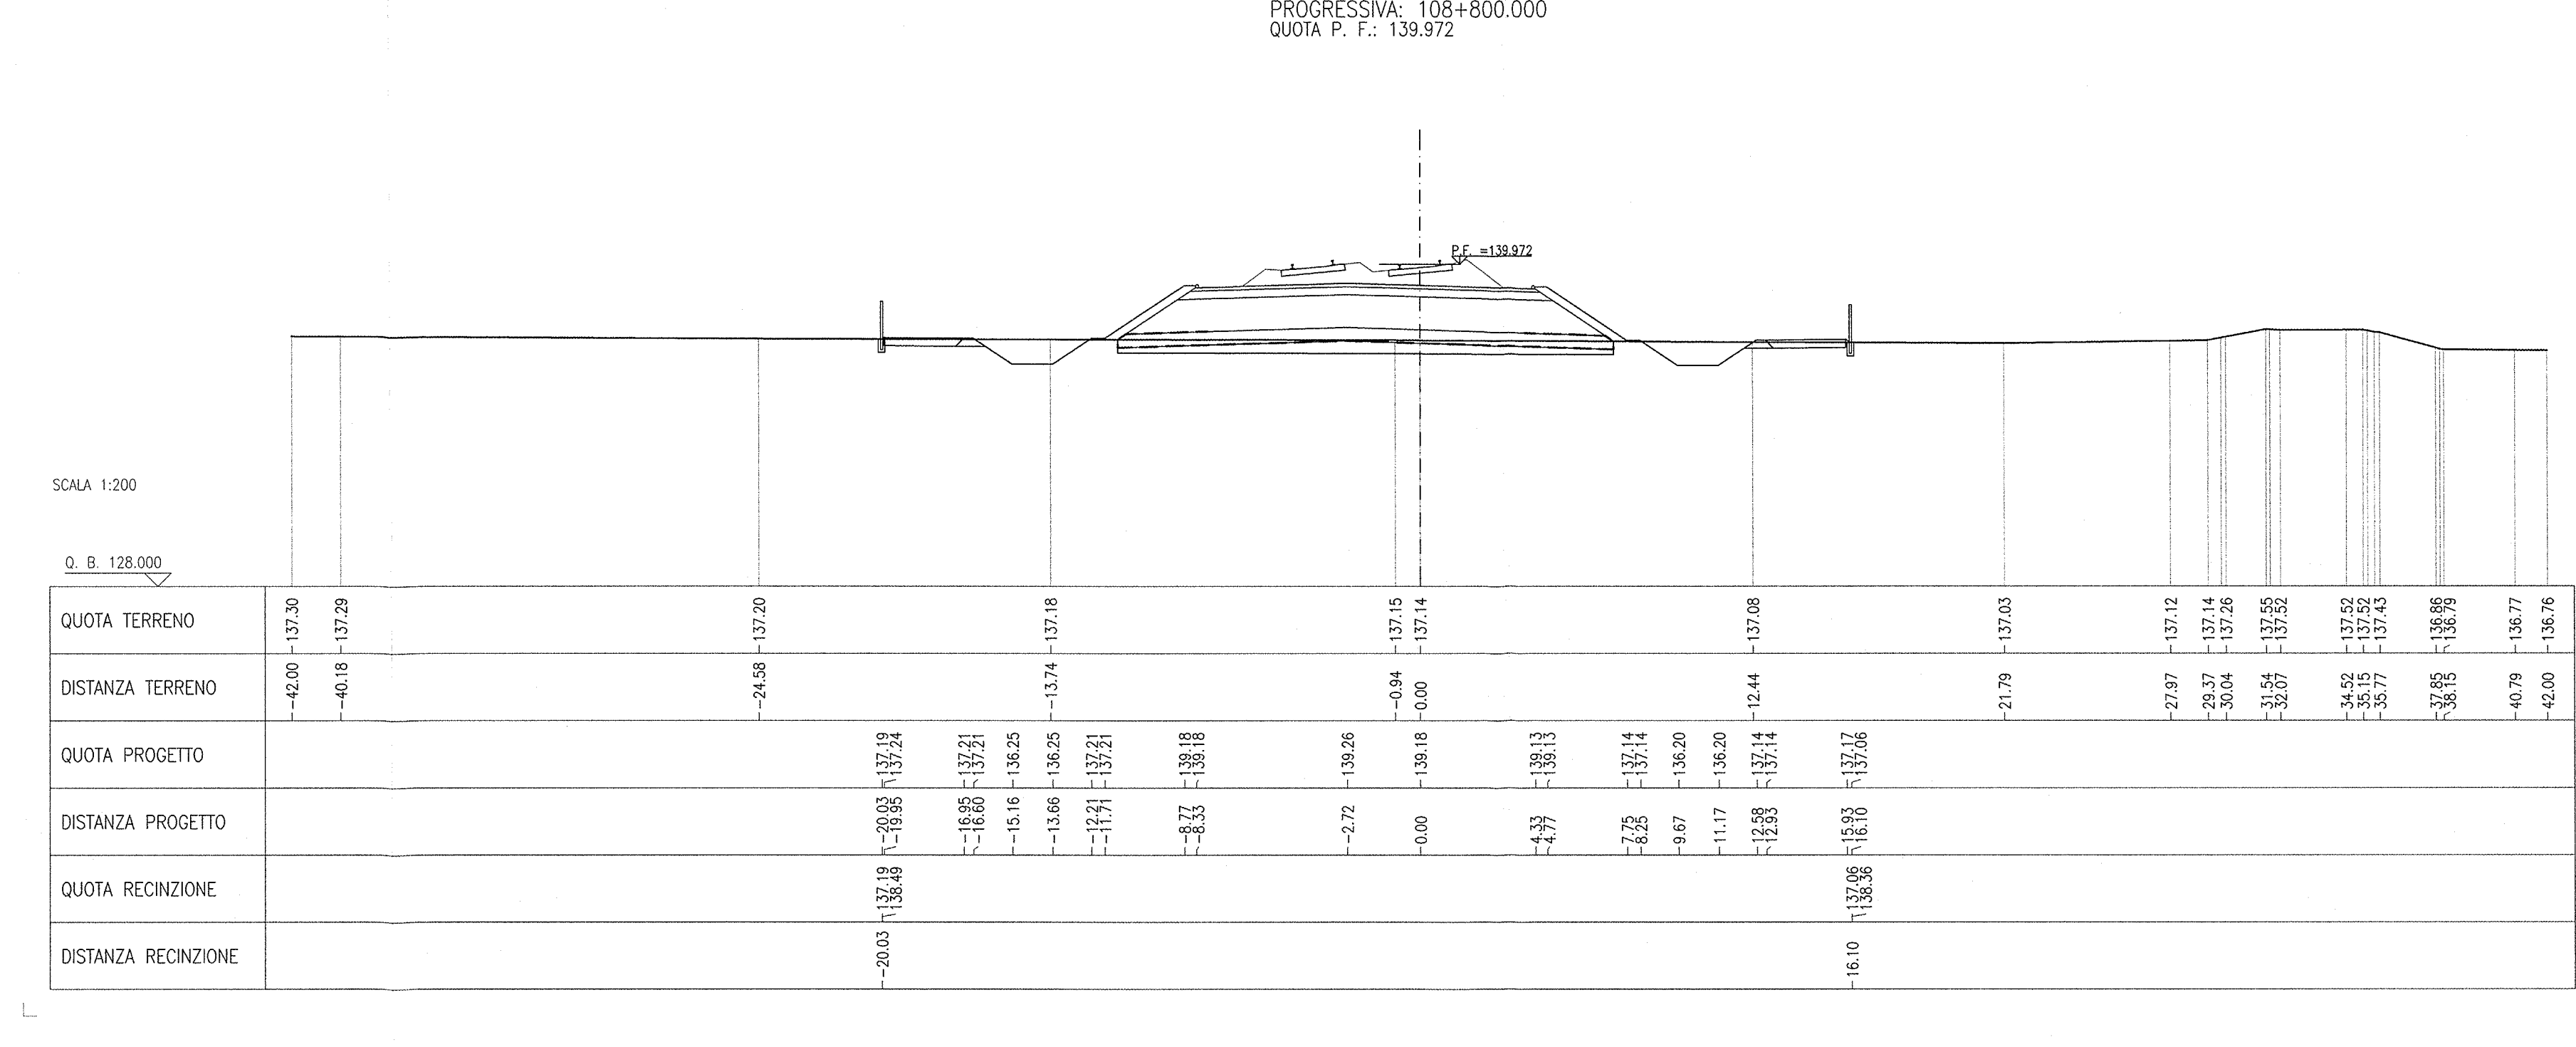 PROGRESSIVA: 108+800.000
QUOTA P. F.: 139.972
P.F. =139.972
SCALA 1:200
Q. B. 128.000
QUOTA TERRENO 137.30 137.29 137.20 137.18 137.15 137.14 137.08 137.03 137.12 137.14 137.26 137.55 137.52 137.52 137.52 137.43 136.86 136.79 136.77 136.76
DISTANZA TERRENO -42.00 -40.18 -24.58 -13.74 -0.94 0.00 12.44 21.79 27.97 29.37 30.04 31.54 32.07 34.52 35.15 35.77 37.85 38.15 40.79 42.00
QUOTA PROGETTO 137.19 137.24 137.21 137.21 136.25 136.25 137.21 137.21 139.18 139.18 139.26 139.18 139.13 139.13 137.14 137.14 136.20 136.20 137.14 137.14 137.17 137.06
DISTANZA PROGETTO -20.03 -19.95 -16.95 -16.60 -15.16 -13.66 -12.21 -11.71 -8.77 -8.33 -2.72 0.00 4.33 4.77 7.75 8.25 9.67 11.17 12.58 12.93 15.93 16.10
QUOTA RECINZIONE 137.19 138.49 137.06 138.36
DISTANZA RECINZIONE -20.03 16.10